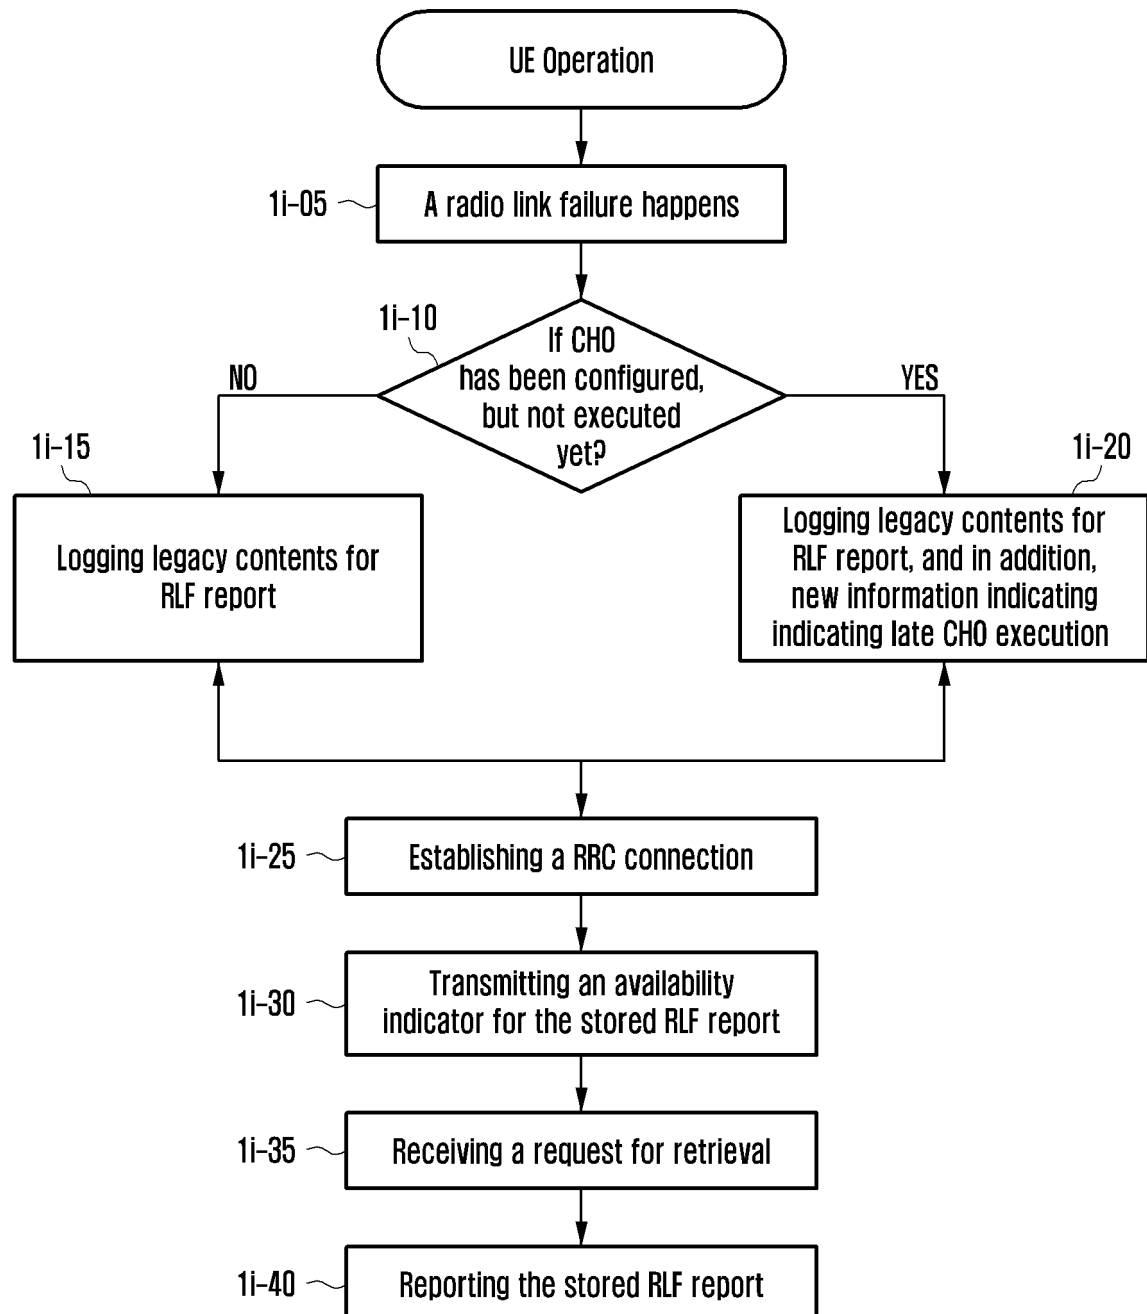 UE Operation
1i-05
A radio link failure happens
1i-10
If CHO
has been configured,
but not executed
yet?
NO
YES
1i-15
Logging legacy contents for
RLF report
1i-20
Logging legacy contents for
RLF report, and in addition,
new information indicating
indicating late CHO execution
1i-25
Establishing a RRC connection
1i-30
Transmitting an availability
indicator for the stored RLF report
1i-35
Receiving a request for retrieval
1i-40
Reporting the stored RLF report